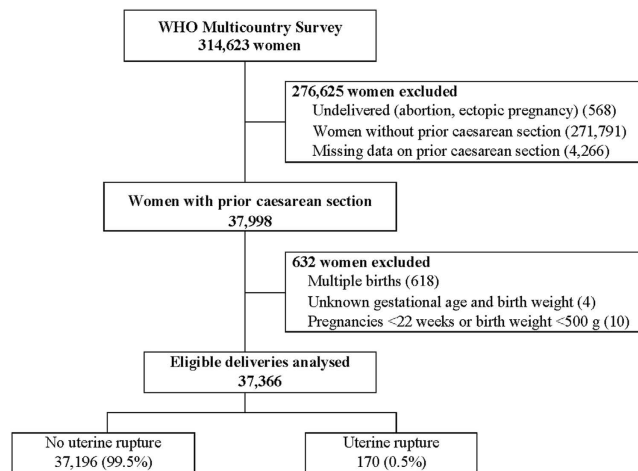 WHO Multicountry Survey
314,623 women
276,625 women excluded
Undelivered (abortion, ectopic pregnancy) (568)
Women without prior caesarean section (271,791)
Missing data on prior caesarean section (4,266)
Women with prior caesarean section
37,998
632 women excluded
Multiple births (618)
Unknown gestational age and birth weight (4)
Pregnancies <22 weeks or birth weight <500 g (10)
Eligible deliveries analysed
37,366
No uterine rupture
37,196 (99.5%)
Uterine rupture
170 (0.5%)